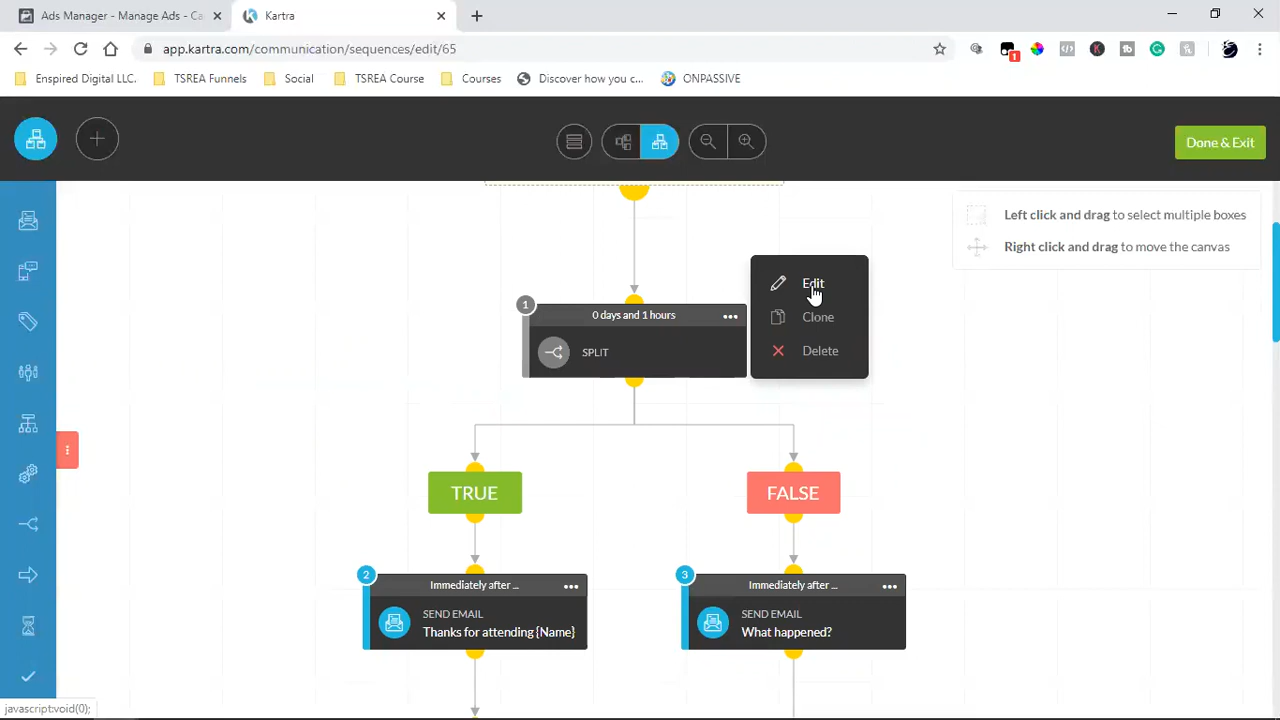 Ads Manager - Manage Ads - Ca
Kartra
app.kartra.com/communication/sequences/edit/65
1
Enspired Digital LLC.
TSREA Funnels
Social
TSREA Course
Courses
Discover how you c...
ONPASSIVE
Done & Exit
Left click and drag to select multiple boxes
Right click and drag to move the canvas
Edit
Clone
Delete
1
0 days and 1 hours
SPLIT
TRUE
FALSE
2
Immediately after ...
SEND EMAIL
Thanks for attending {Name}
3
Immediately after ...
SEND EMAIL
What happened?
javascript:void(0);